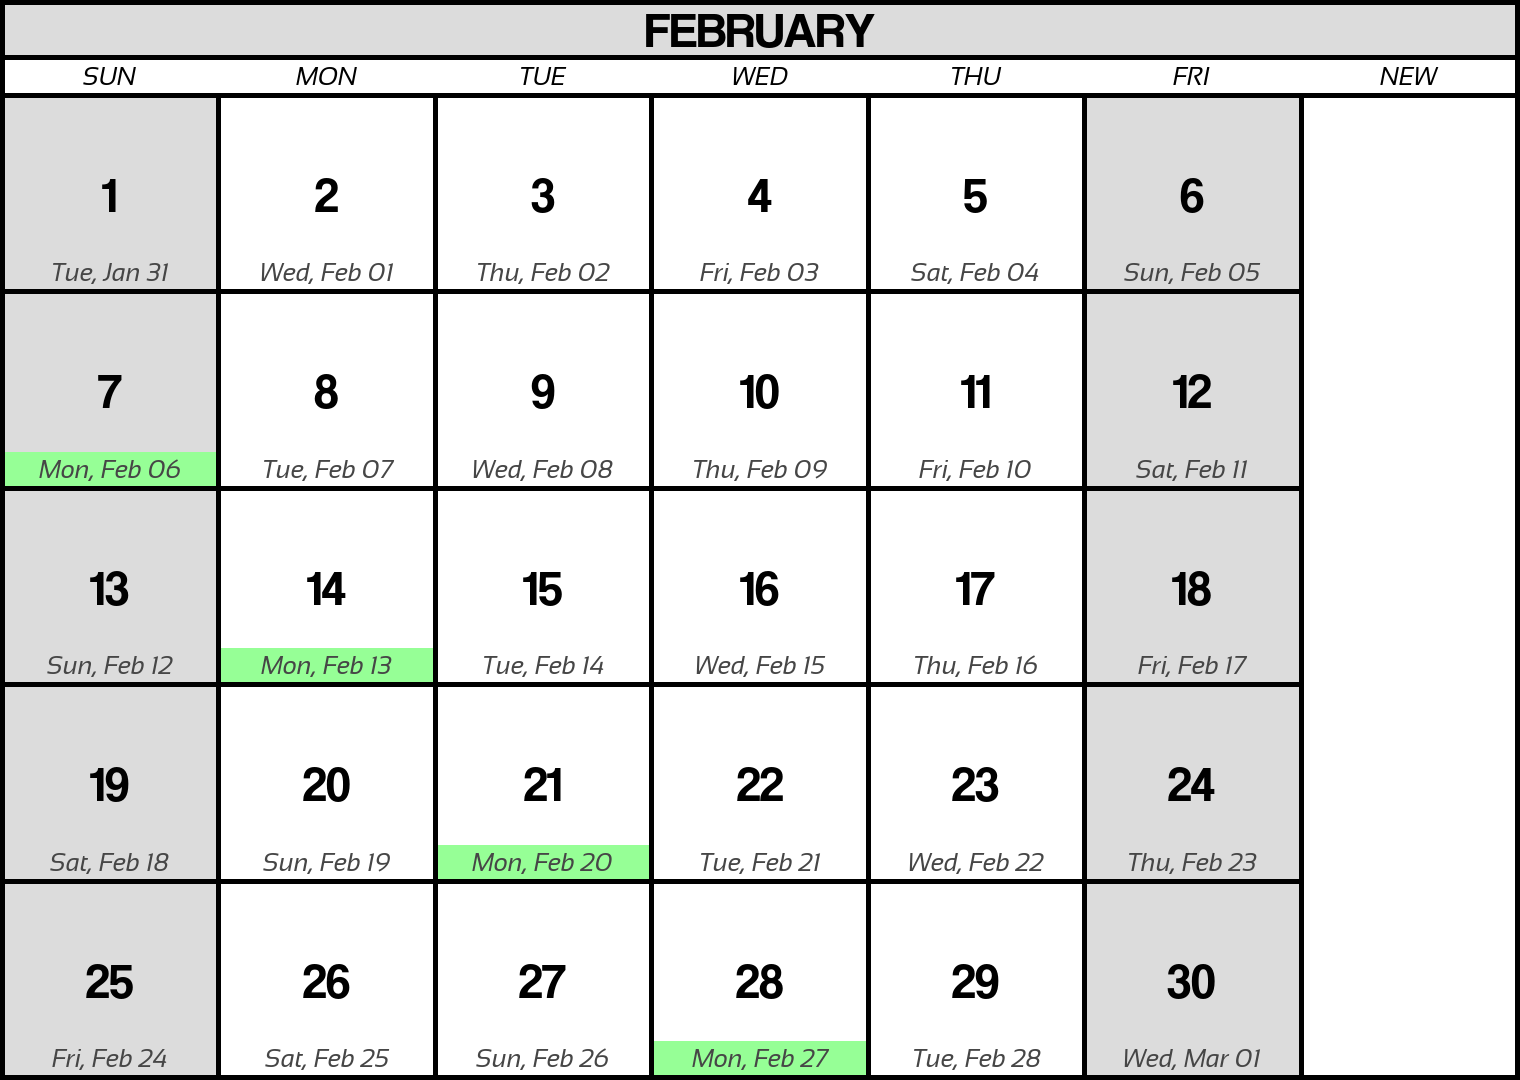 FEBRUARY
SUN MON TUE WED THU FRI NEW
1 2 3 4 5 6
Tue, Jan 31 Wed, Feb 01 Thu, Feb 02 Fri, Feb 03 Sat, Feb 04 Sun, Feb 05
7 8 9 10 11 12
Mon, Feb 06 Tue, Feb 07 Wed, Feb 08 Thu, Feb 09 Fri, Feb 10 Sat, Feb 11
13 14 15 16 17 18
Sun, Feb 12 Mon, Feb 13 Tue, Feb 14 Wed, Feb 15 Thu, Feb 16 Fri, Feb 17
19 20 21 22 23 24
Sat, Feb 18 Sun, Feb 19 Mon, Feb 20 Tue, Feb 21 Wed, Feb 22 Thu, Feb 23
25 26 27 28 29 30
Fri, Feb 24 Sat, Feb 25 Sun, Feb 26 Mon, Feb 27 Tue, Feb 28 Wed, Mar 01